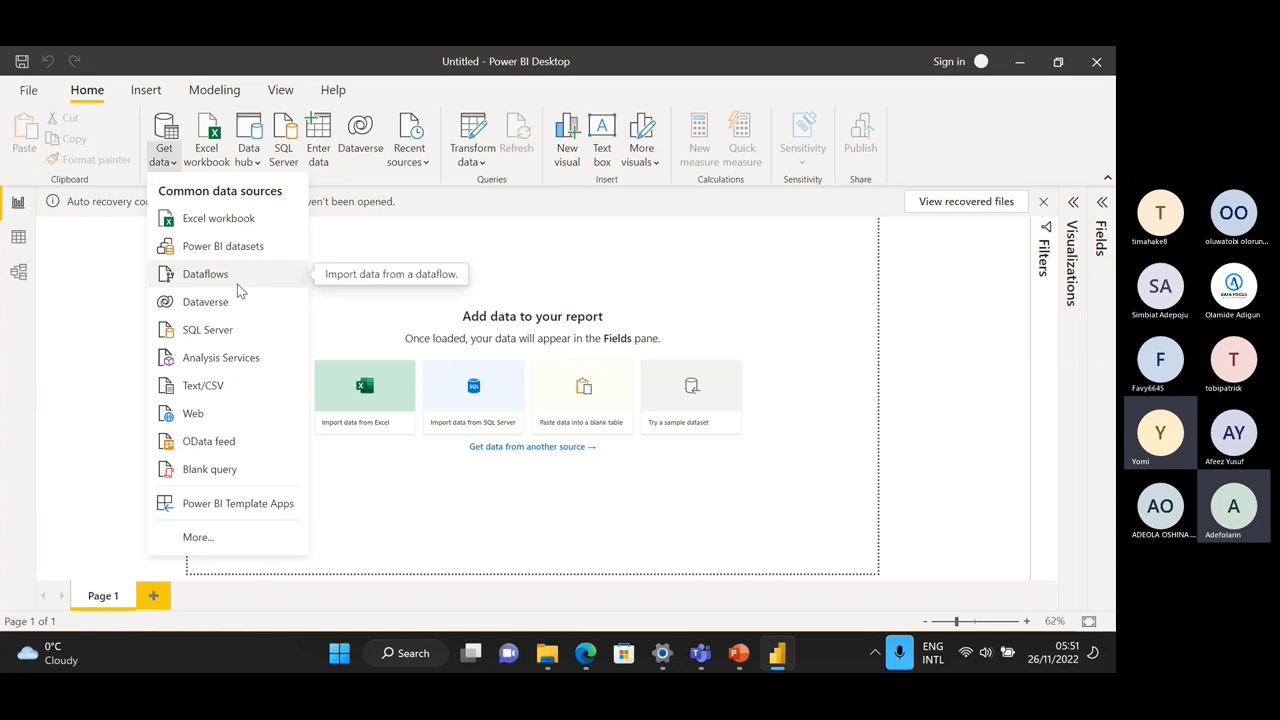 Untitled - Power BI Desktop
Sign in
File
Home
Insert
Modeling
View
Help
Paste
Cut
Copy
Format painter
Clipboard
Get data
Excel workbook
Data hub
SQL Server
Enter data
Dataverse
Recent sources
Transform data
Refresh
Queries
New visual
Text box
More visuals
Insert
New measure
Quick measure
Calculations
Sensitivity
Sensitivity
Publish
Share
Auto recovery co
ven't been opened.
View recovered files
Common data sources
Excel workbook
Power BI datasets
Dataflows
Import data from a dataflow.
Dataverse
SQL Server
Analysis Services
Text/CSV
Web
OData feed
Blank query
Power BI Template Apps
More...
Add data to your report
Once loaded, your data will appear in the Fields pane.
SQL
Import data from Excel
Import data from SQL Server
Paste data into a blank table
Try a sample dataset
Get data from another source →
Filters
Visualizations
Fields
Page 1
Page 1 of 1
- + 62%
0°C
Cloudy
Search
ENG
INTL
05:51
26/11/2022
T
timahake8
OO
oluwatobi olorun...
SA
Simbiat Adepoju
DATA FOCUS
Olamide Adigun
F
Favy6645
T
tobipatrick
Y
Yomi
AY
Afeez Yusuf
AO
ADEOLA OSHINA...
A
Adefolarin